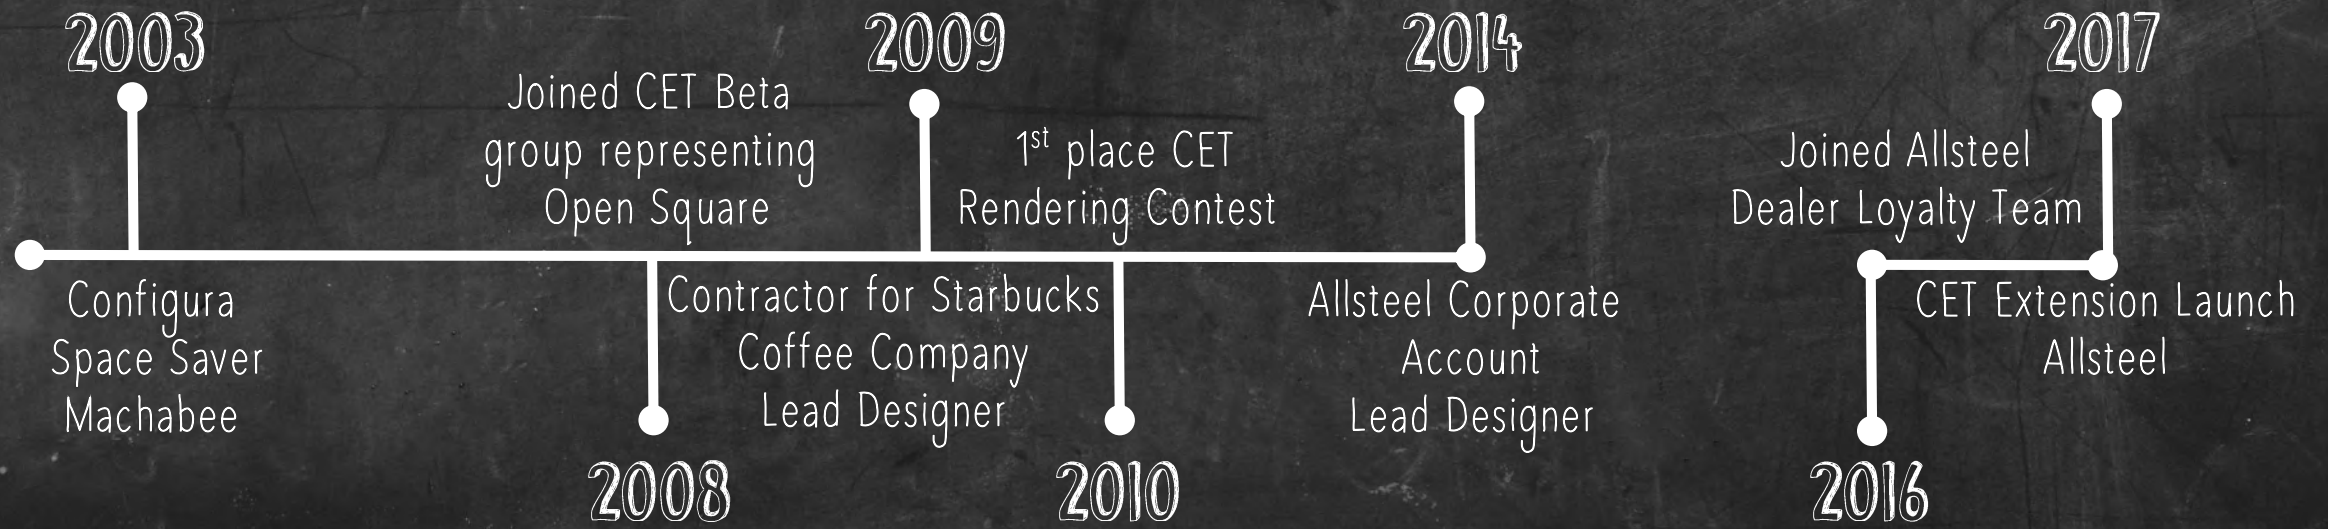 2003
Configura
Space Saver
Machabee
Joined CET Beta
group representing
Open Square
2008
2009
Contractor for Starbucks
Coffee Company
Lead Designer
1st place CET
Rendering Contest
2010
2014
Allsteel Corporate
Account
Lead Designer
Joined Allsteel
Dealer Loyalty Team
2016
2017
CET Extension Launch
Allsteel